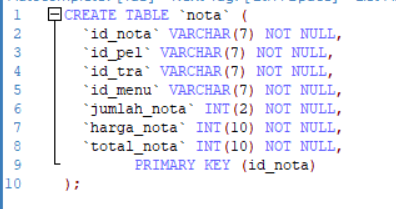 1 CREATE TABLE `nota` (
2 `id_nota` VARCHAR(7) NOT NULL,
3 `id_pel` VARCHAR(7) NOT NULL,
4 `id_tra` VARCHAR(7) NOT NULL,
5 `id_menu` VARCHAR(7) NOT NULL,
6 `jumlah_nota` INT(2) NOT NULL,
7 `harga_nota` INT(10) NOT NULL,
8 `total_nota` INT(10) NOT NULL,
9 PRIMARY KEY (id_nota)
10 );